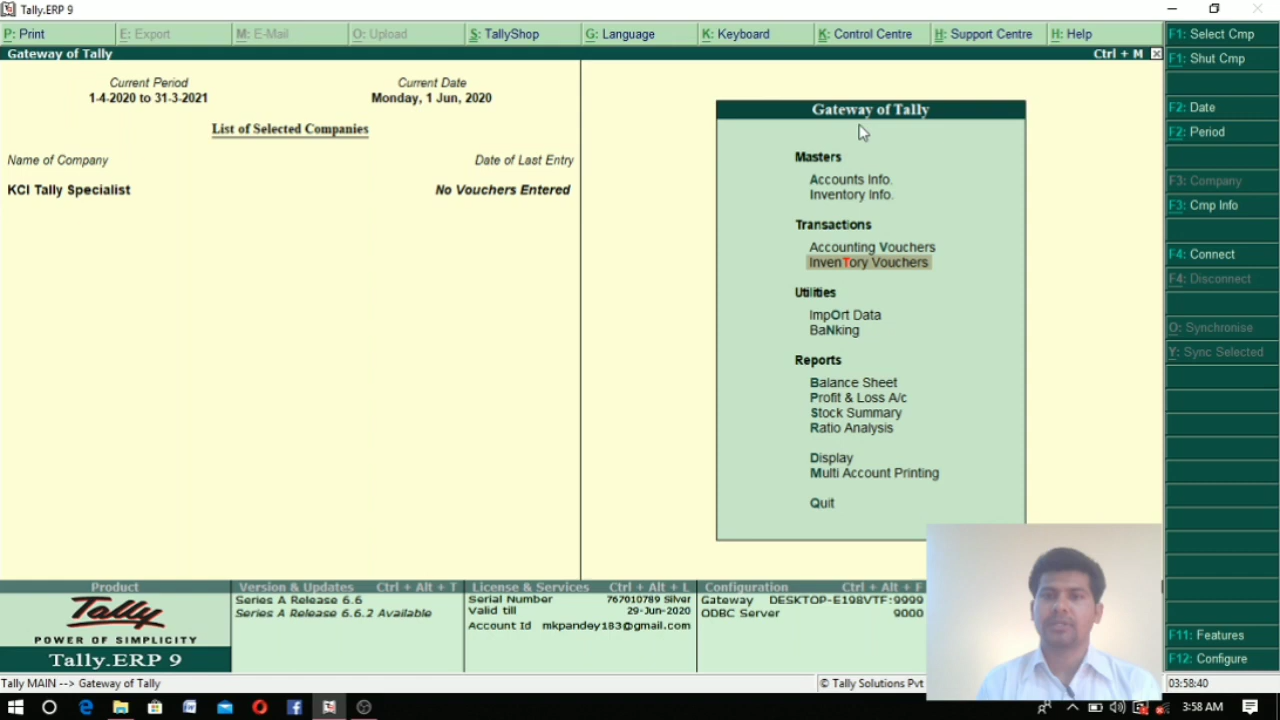 Tally.ERP 9
P: Print
E: Export
M: E-Mail
O: Upload
S: TallyShop
G: Language
K: Keyboard
K: Control Centre
H: Support Centre
H: Help
F1: Select Cmp
F1: Shut Cmp
F2: Date
F2: Period
F3: Company
F3: Cmp Info
F4: Connect
F4: Disconnect
O: Synchronise
Y: Sync Selected
F11: Features
F12: Configure
Gateway of Tally
Ctrl + M
Current Period
1-4-2020 to 31-3-2021
Current Date
Monday, 1 Jun, 2020
List of Selected Companies
Name of Company
Date of Last Entry
KCI Tally Specialist
No Vouchers Entered
Gateway of Tally
Masters
Accounts Info.
Inventory Info.
Transactions
Accounting Vouchers
InvenTory Vouchers
Utilities
ImpOrt Data
BaNking
Reports
Balance Sheet
Profit & Loss A/c
Stock Summary
Ratio Analysis
Display
Multi Account Printing
Quit
Product
Tally
POWER OF SIMPLICITY
Tally.ERP 9
Version & Updates Ctrl + Alt + T
Series A Release 6.6
Series A Release 6.6.2 Available
License & Services Ctrl + Alt + L
Serial Number 767010789 Silver
Valid till 29-Jun-2020
Account Id mkpandey183@gmail.com
Configuration Ctrl + Alt + F
Gateway DESKTOP-E198VTF:9999
ODBC Server 9000
Tally MAIN --> Gateway of Tally
© Tally Solutions Pvt
03:58:40
3:58 AM